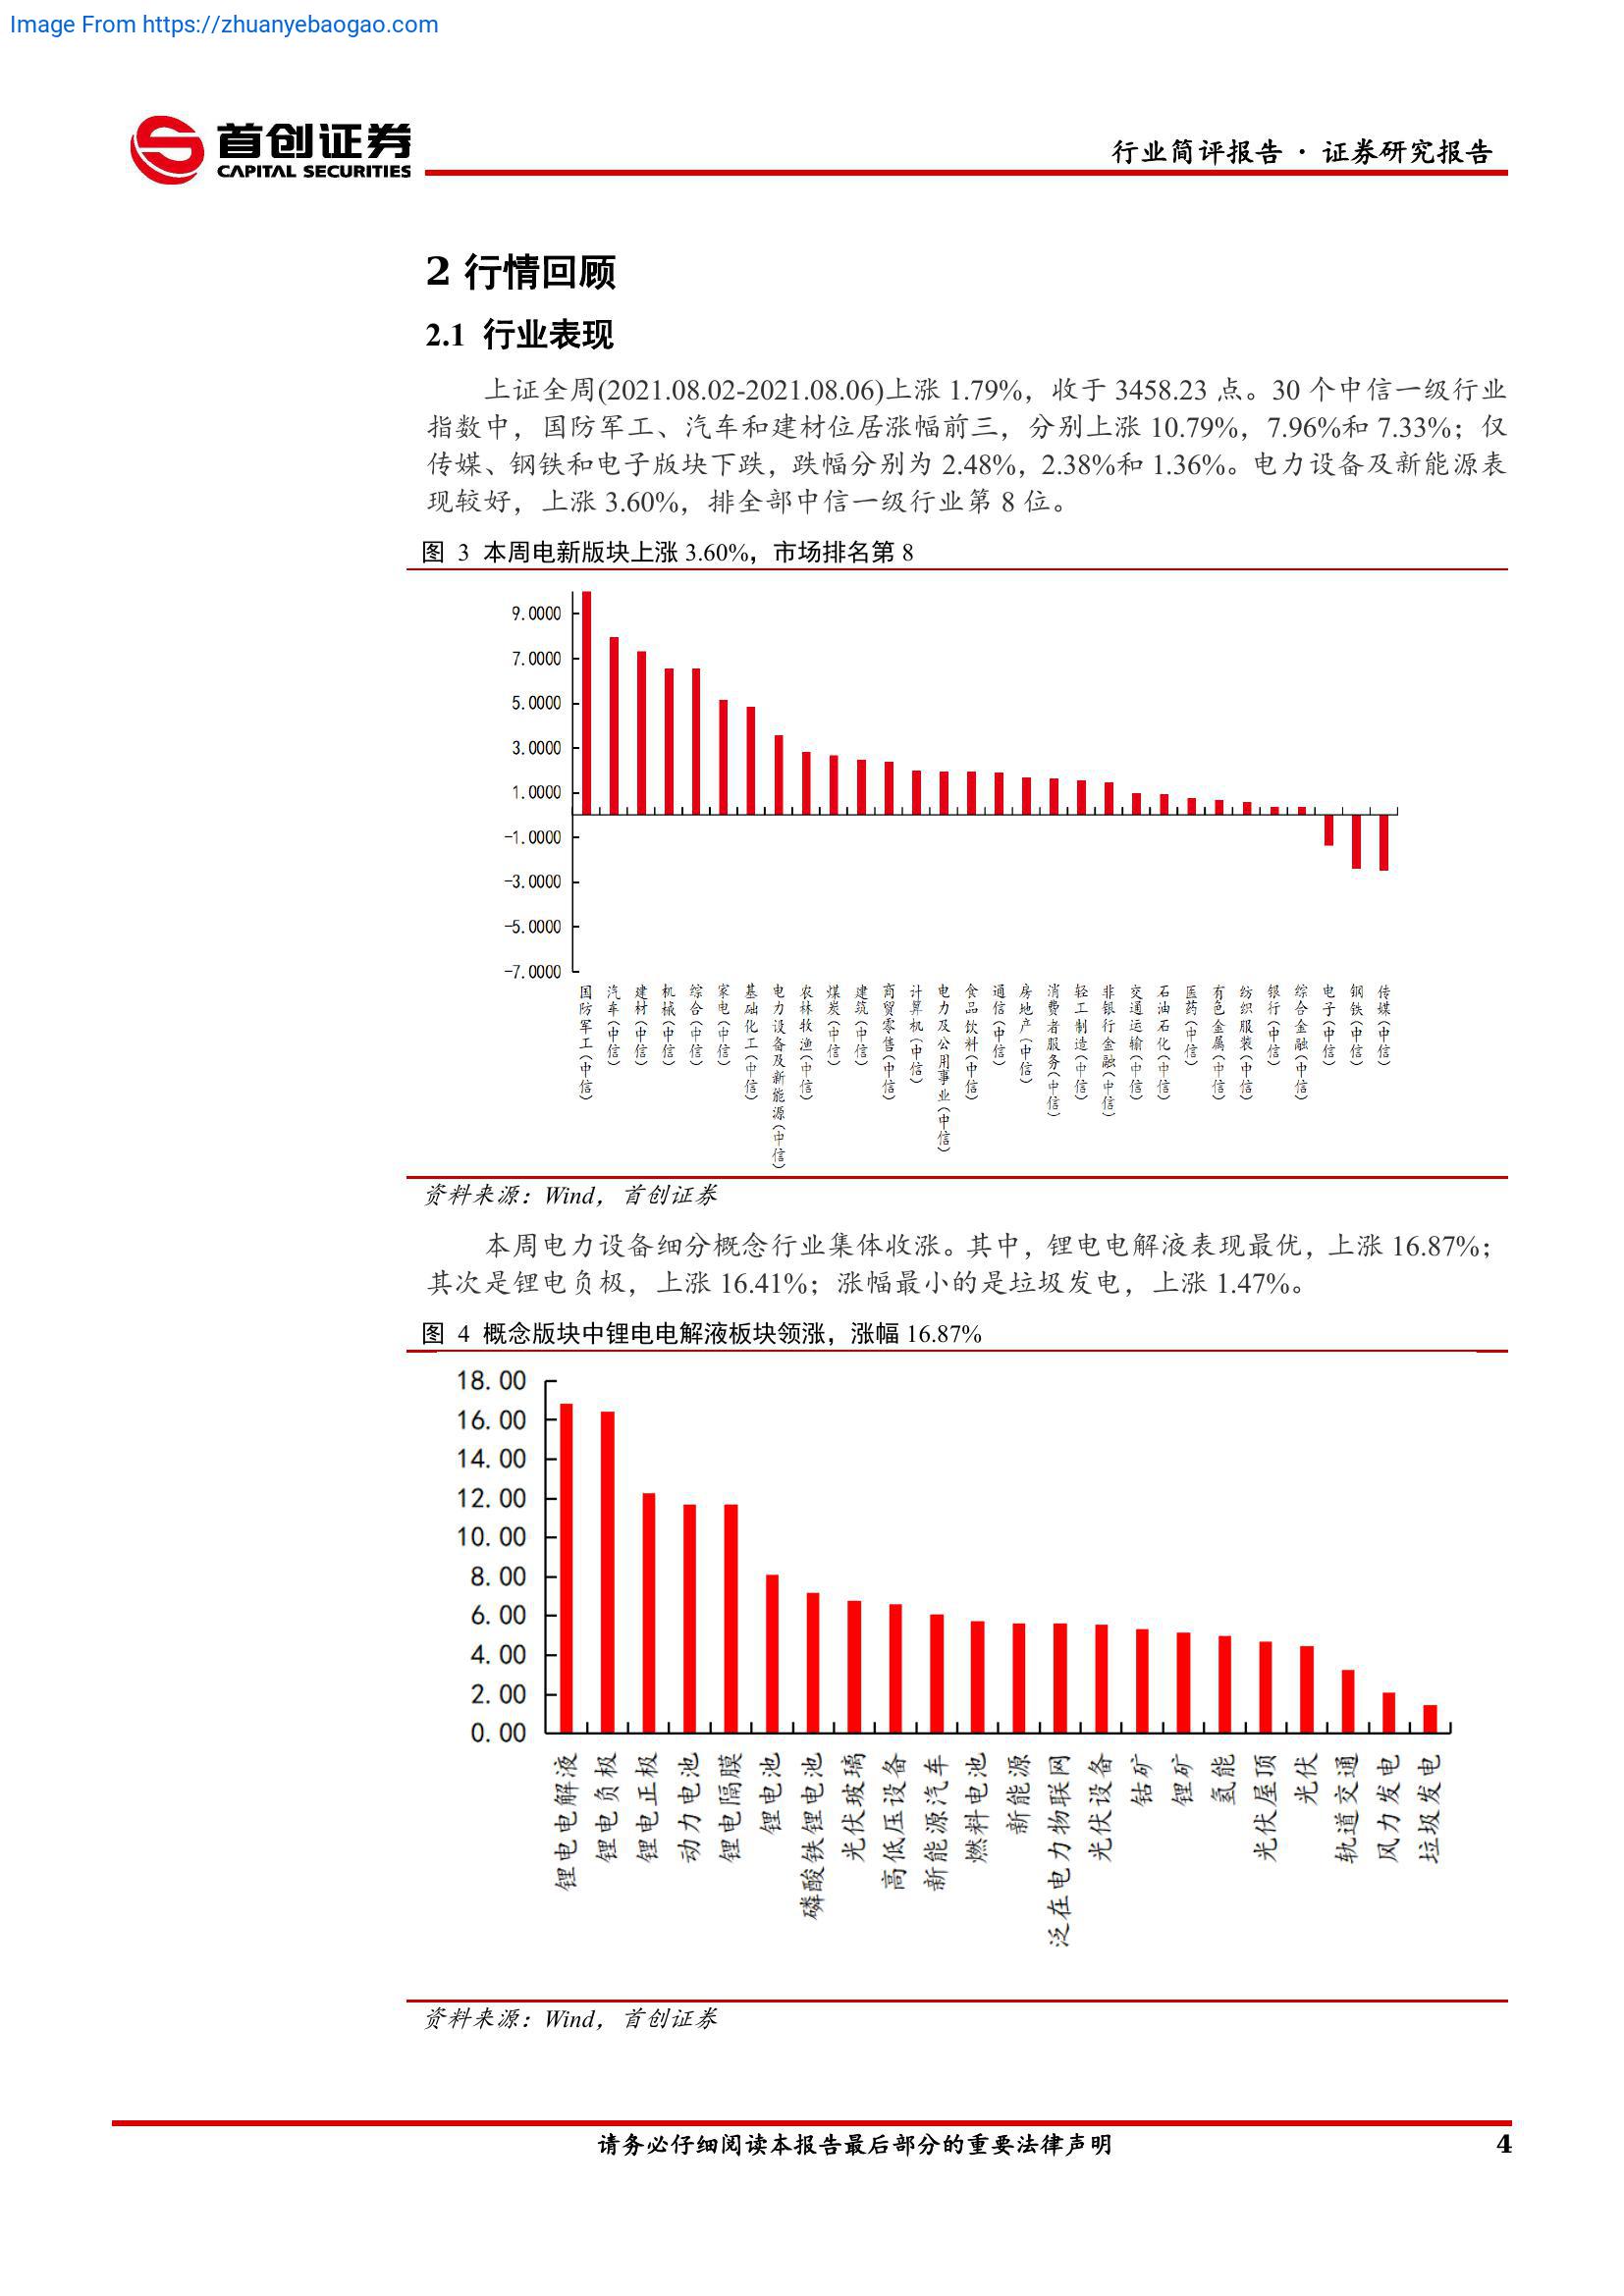 Image From https://zhuanyebaogao.com
首创证券
CAPITAL SECURITIES
行业简评报告 · 证券研究报告
2 行情回顾
2.1 行业表现
上证全周(2021.08.02-2021.08.06)上涨 1.79%，收于 3458.23 点。30 个中信一级行业
指数中，国防军工、汽车和建材位居涨幅前三，分别上涨 10.79%，7.96%和 7.33%；仅
传媒、钢铁和电子版块下跌，跌幅分别为 2.48%，2.38%和 1.36%。电力设备及新能源表
现较好，上涨 3.60%，排全部中信一级行业第 8 位。
图 3 本周电新版块上涨 3.60%，市场排名第 8
9.0000
7.0000
5.0000
3.0000
1.0000
-1.0000
-3.0000
-5.0000
-7.0000
国防军工(中信)
汽车(中信)
建材(中信)
机械(中信)
综合(中信)
家电(中信)
基础化工(中信)
电力设备及新能源(中信)
农林牧渔(中信)
煤炭(中信)
建筑(中信)
商贸零售(中信)
计算机(中信)
电力及公用事业(中信)
食品饮料(中信)
通信(中信)
房地产(中信)
消费者服务(中信)
轻工制造(中信)
非银行金融(中信)
交通运输(中信)
石油石化(中信)
医药(中信)
有色金属(中信)
纺织服装(中信)
银行(中信)
综合金融(中信)
电子(中信)
钢铁(中信)
传媒(中信)
资料来源：Wind，首创证券
本周电力设备细分概念行业集体收涨。其中，锂电电解液表现最优，上涨 16.87%；
其次是锂电负极，上涨 16.41%；涨幅最小的是垃圾发电，上涨 1.47%。
图 4 概念版块中锂电电解液板块领涨，涨幅 16.87%
18.00
16.00
14.00
12.00
10.00
8.00
6.00
4.00
2.00
0.00
锂电电解液
锂电负极
锂电正极
动力电池
锂电隔膜
锂电池
磷酸铁锂电池
光伏玻璃
高低压设备
新能源汽车
燃料电池
新能源
泛在电力物联网
光伏设备
钴矿
锂矿
氢能
光伏屋顶
光伏
轨道交通
风力发电
垃圾发电
资料来源：Wind，首创证券
请务必仔细阅读本报告最后部分的重要法律声明
4